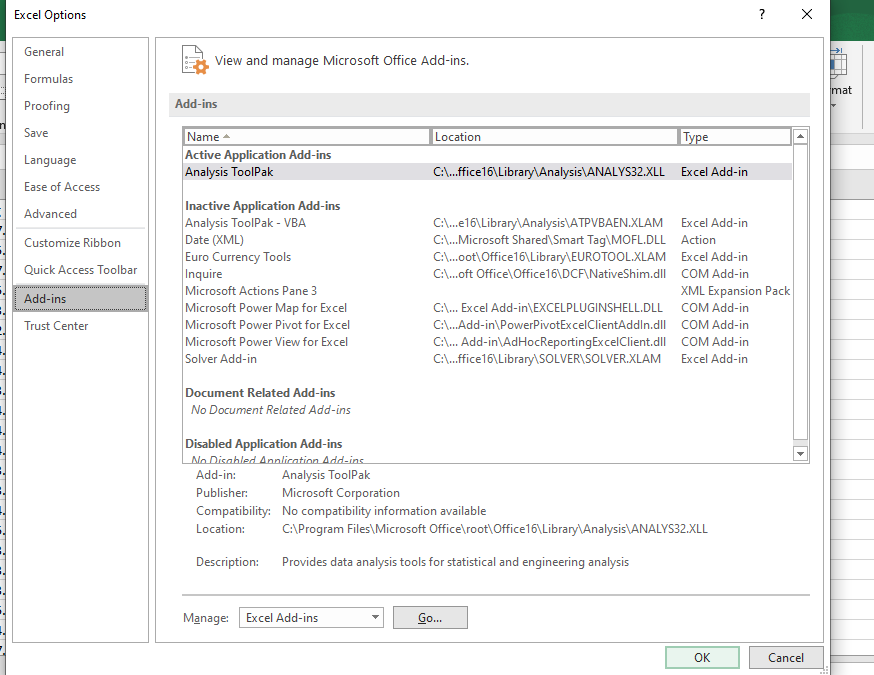 Excel Options
?
General
Formulas
Proofing
Save
Language
Ease of Access
Advanced
Customize Ribbon
Quick Access Toolbar
Add-ins
Trust Center
View and manage Microsoft Office Add-ins.
Add-ins
Name Location Type
Active Application Add-ins
Analysis ToolPak C:\...ffice16\Library\Analysis\ANALYS32.XLL Excel Add-in
Inactive Application Add-ins
Analysis ToolPak - VBA C:\...e16\Library\Analysis\ATPVBAEN.XLAM Excel Add-in
Date (XML) C:\...Microsoft Shared\Smart Tag\MOFL.DLL Action
Euro Currency Tools C:\...oot\Office16\Library\EUROTOOL.XLAM Excel Add-in
Inquire C:\...oft Office\Office16\DCF\NativeShim.dll COM Add-in
Microsoft Actions Pane 3 XML Expansion Pack
Microsoft Power Map for Excel C:\... Excel Add-in\EXCELPLUGINSHELL.DLL COM Add-in
Microsoft Power Pivot for Excel C:\...Add-in\PowerPivotExcelClientAddIn.dll COM Add-in
Microsoft Power View for Excel C:\... Add-in\AdHocReportingExcelClient.dll COM Add-in
Solver Add-in C:\...ffice16\Library\SOLVER\SOLVER.XLAM Excel Add-in
Document Related Add-ins
No Document Related Add-ins
Disabled Application Add-ins
No Disabled Application Add-ins
Add-in: Analysis ToolPak
Publisher: Microsoft Corporation
Compatibility: No compatibility information available
Location: C:\Program Files\Microsoft Office\root\Office16\Library\Analysis\ANALYS32.XLL
Description: Provides data analysis tools for statistical and engineering analysis
Manage: Excel Add-ins Go...
OK Cancel
mat